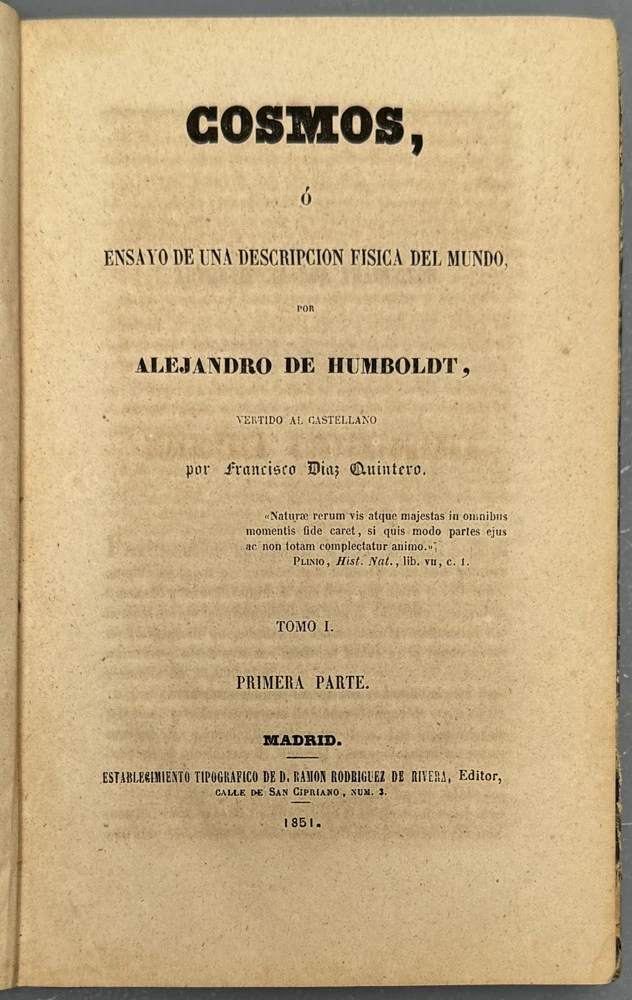 COSMOS,
ó
ENSAYO DE UNA DESCRIPCION FISICA DEL MUNDO,
POR
ALEJANDRO DE HUMBOLDT,
VERTIDO AL CASTELLANO
por Francisco Diaz Quintero.
«Naturæ rerum vis atque majestas in omnibus
momentis fide caret, si quis modo partes ejus
ac non totam complectatur animo.»;
PLINIO, Hist. Nat., lib. VII, c. 1.
TOMO I.
PRIMERA PARTE.
MADRID.
ESTABLECIMIENTO TIPOGRAFICO DE D. RAMON RODRIGUEZ DE RIVERA, Editor,
CALLE DE SAN CIPRIANO, NUM. 3.
1851.